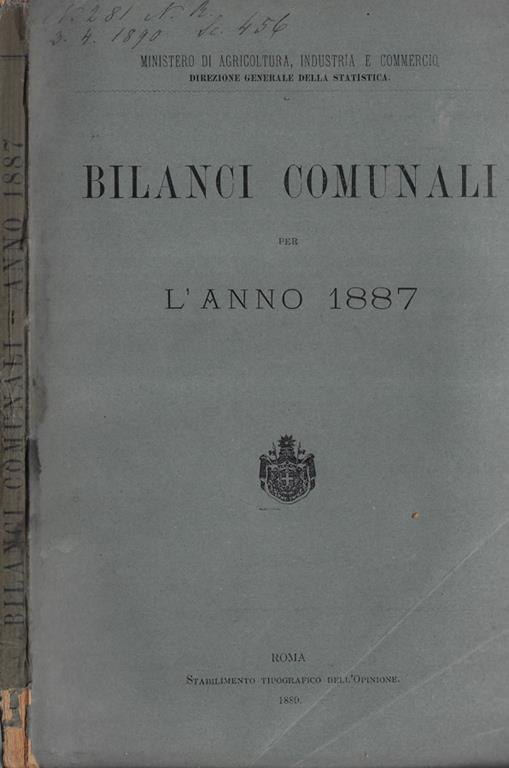 N. 281 N. R.
3. 4. 1890 Sc. 456
MINISTERO DI AGRICOLTURA, INDUSTRIA E COMMERCIO
DIREZIONE GENERALE DELLA STATISTICA.
BILANCI COMUNALI
PER
L'ANNO 1887
ROMA
STABILIMENTO TIPOGRAFICO DELL'OPINIONE.
1889.
BILANCI COMUNALI - ANNO 1887